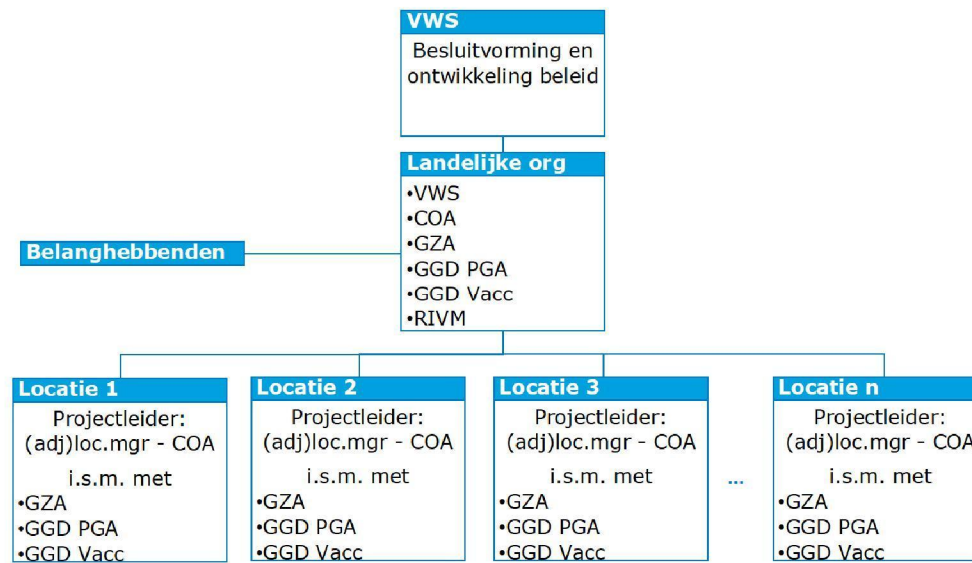 VWS
Besluitvorming en
ontwikkeling beleid
Landelijke org
•VWS
•COA
•GZA
•GGD PGA
•GGD Vacc
•RIVM
Belanghebbenden
Locatie 1
Projectleider:
(adj)loc.mgr - COA
i.s.m. met
•GZA
•GGD PGA
•GGD Vacc
Locatie 2
Projectleider:
(adj)loc.mgr - COA
i.s.m. met
•GZA
•GGD PGA
•GGD Vacc
Locatie 3
Projectleider:
(adj)loc.mgr - COA
i.s.m. met
•GZA
•GGD PGA
•GGD Vacc
...
Locatie n
Projectleider:
(adj)loc.mgr - COA
i.s.m. met
•GZA
•GGD PGA
•GGD Vacc